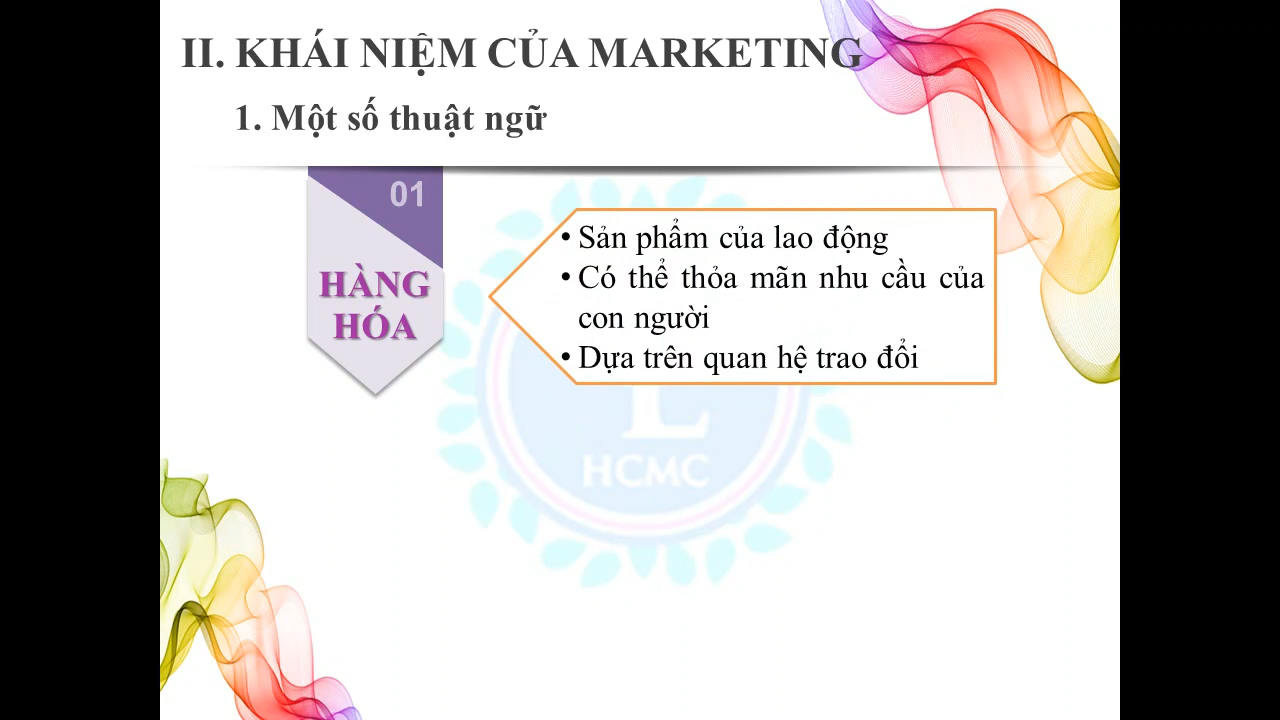 II. KHÁI NIỆM CỦA MARKETING
1. Một số thuật ngữ
01
HÀNG
HÓA
• Sản phẩm của lao động
• Có thể thỏa mãn nhu cầu của
con người
• Dựa trên quan hệ trao đổi
L
HCMC